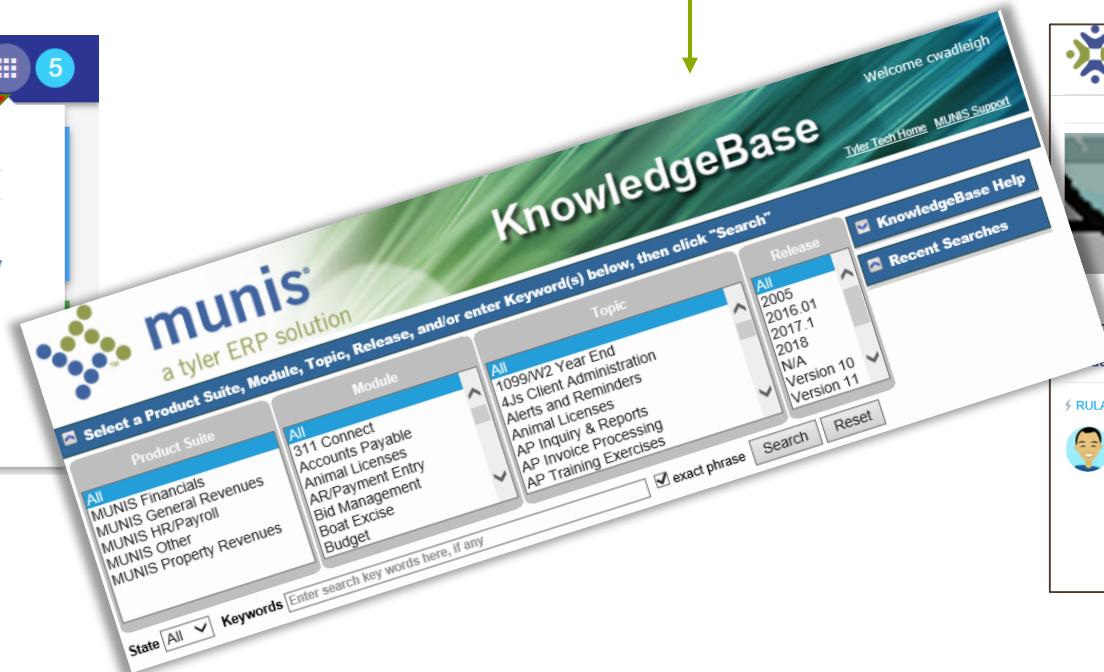 5
Welcome cwadleigh
Tyler Tech Home MUNIS Support
KnowledgeBase
munis
a tyler ERP solution
Select a Product Suite, Module, Topic, Release, and/or enter Keyword(s) below, then click "Search"
KnowledgeBase Help
Recent Searches
Product Suite
All
MUNIS Financials
MUNIS General Revenues
MUNIS HR/Payroll
MUNIS Other
MUNIS Property Revenues
Module
All
311 Connect
Accounts Payable
Animal Licenses
AR/Payment Entry
Bid Management
Boat Excise
Budget
Topic
All
1099/W2 Year End
4Js Client Administration
Alerts and Reminders
Animal Licenses
AP Inquiry & Reports
AP Invoice Processing
AP Training Exercises
Release
All
2005
2016.01
2017.1
2018
N/A
Version 10
Version 11
State All Keywords Enter search key words here, if any exact phrase Search Reset